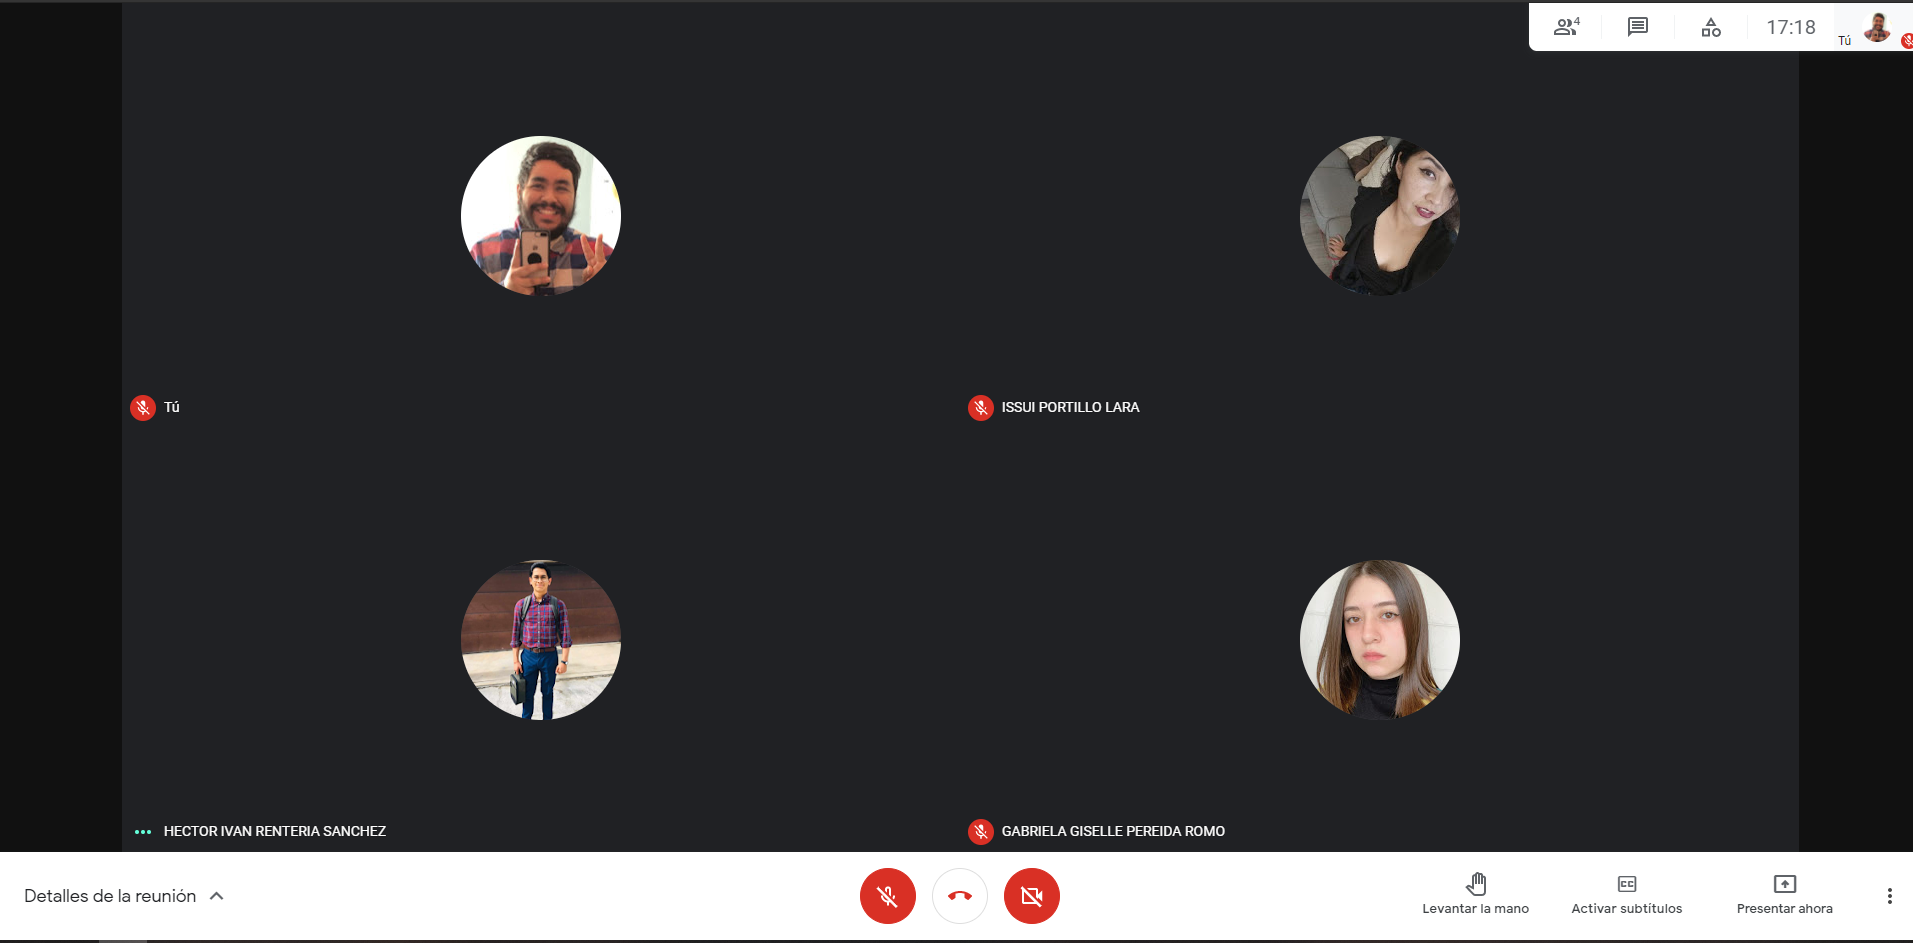 4
17:18
Tú
Tú
ISSUI PORTILLO LARA
HECTOR IVAN RENTERIA SANCHEZ
GABRIELA GISELLE PEREIDA ROMO
Detalles de la reunión
CC
Levantar la mano
Activar subtítulos
Presentar ahora